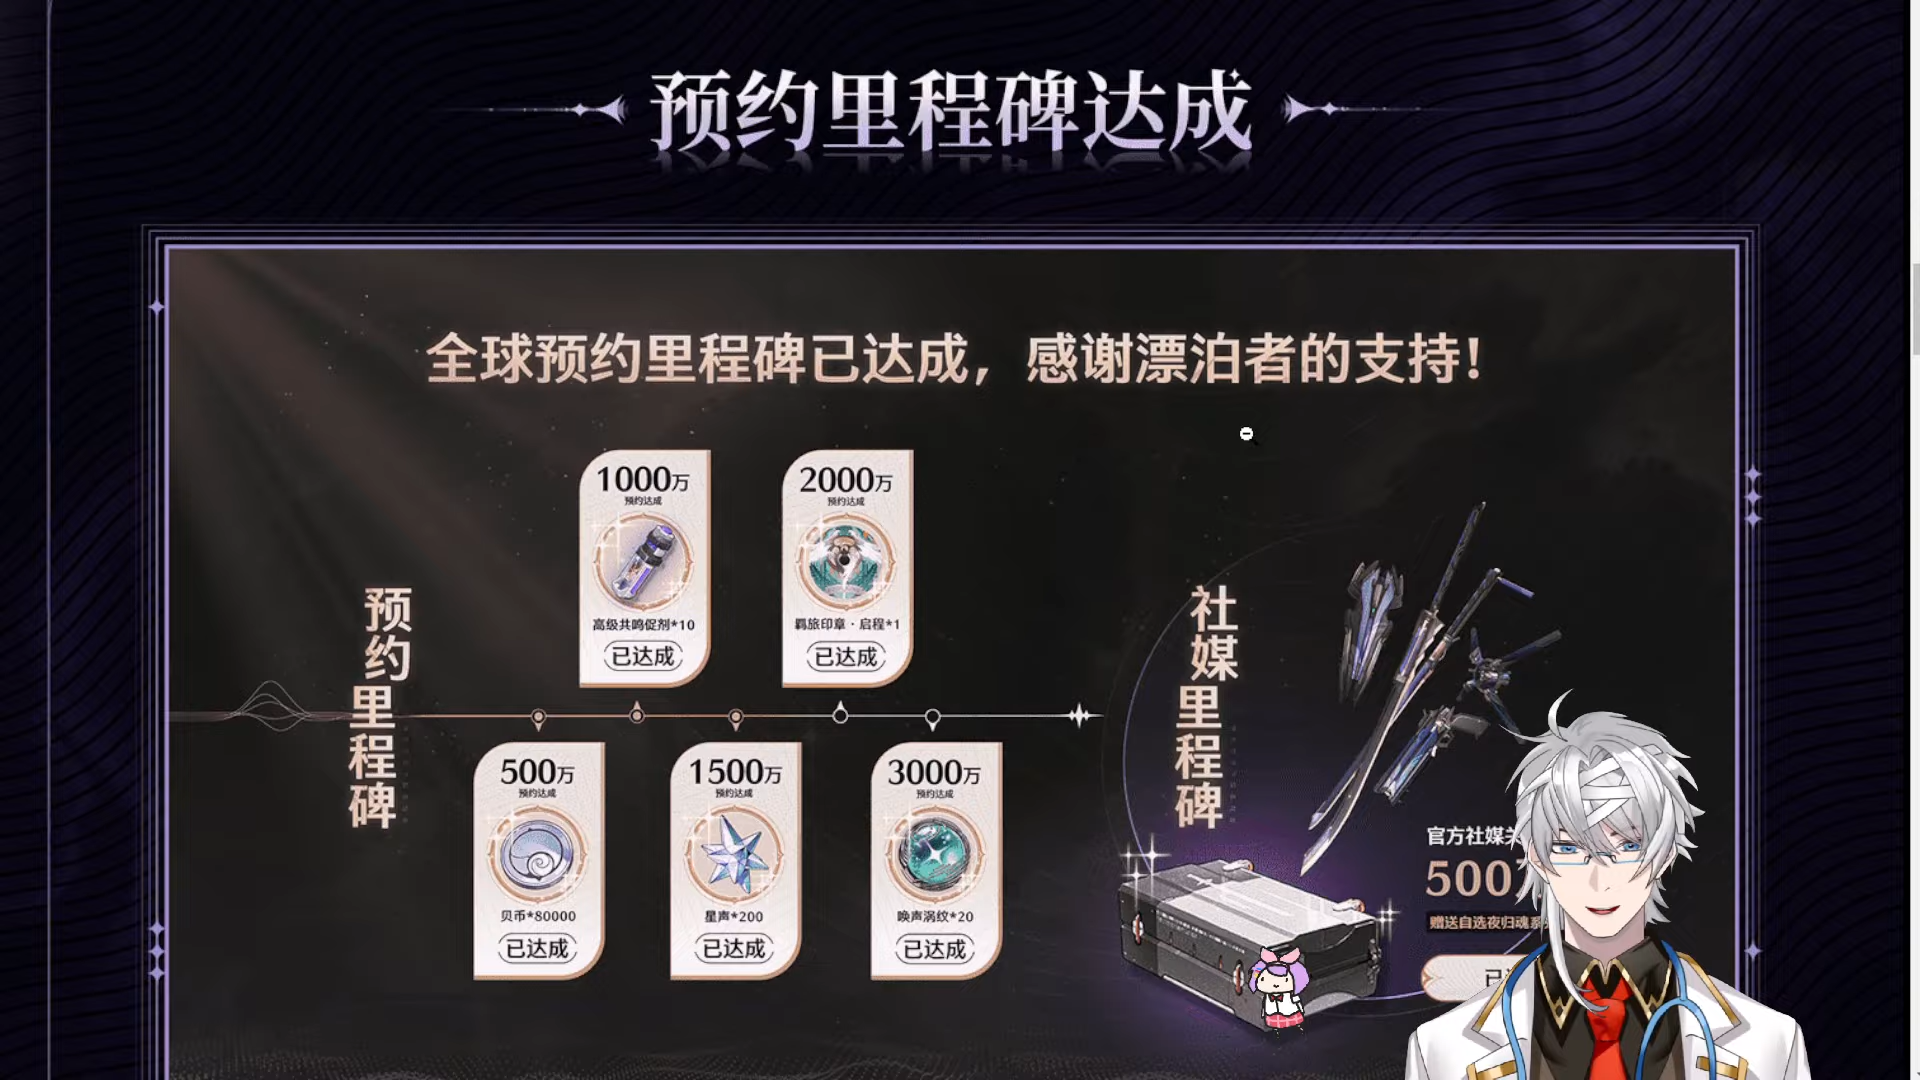 预约里程碑达成
全球预约里程碑已达成，感谢漂泊者的支持！
预约里程碑
1000万
预约达成
高级共鸣促剂*10
已达成
2000万
预约达成
羁旅印章·启程*1
已达成
500万
预约达成
贝币*80000
已达成
1500万
预约达成
星声*200
已达成
3000万
预约达成
唤声涡纹*20
已达成
社媒里程碑
官方社媒
500
赠送自选夜归魂系
已